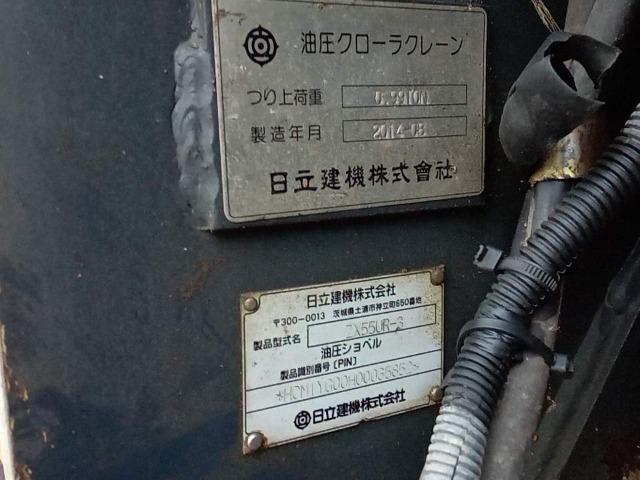 油圧クローラクレーン
つり上荷重 0.99TON
製造年月 2014-08
日立建機株式會社
日立建機株式会社
〒300-0013 茨城県土浦市神立町650番地
製品型式名 ZX55UR-3
油圧ショベル
製品識別番号〔PIN〕
日立建機株式会社